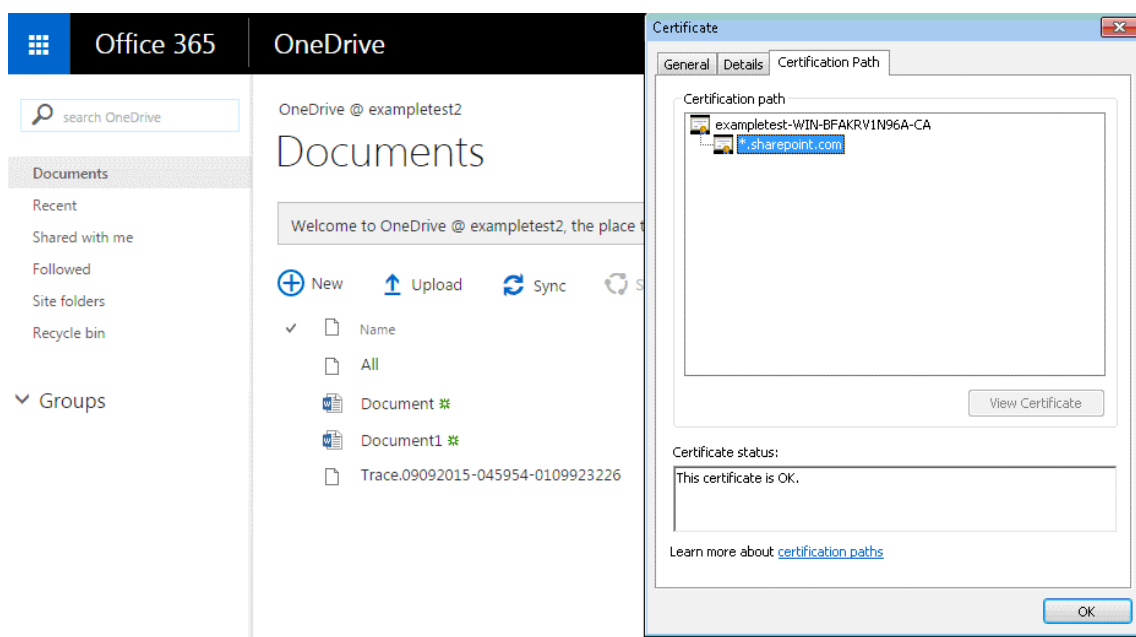 Office 365
OneDrive
search OneDrive
Documents
Recent
Shared with me
Followed
Site folders
Recycle bin
Groups
OneDrive @ exampletest2
Documents
Welcome to OneDrive @ exampletest2, the place t
New Upload Sync S
Name
All
Document
Document1
Trace.09092015-045954-0109923226
Certificate
General Details Certification Path
Certification path
exampletest-WIN-BFAKRV1N96A-CA
*.sharepoint.com
View Certificate
Certificate status:
This certificate is OK.
Learn more about certification paths
OK